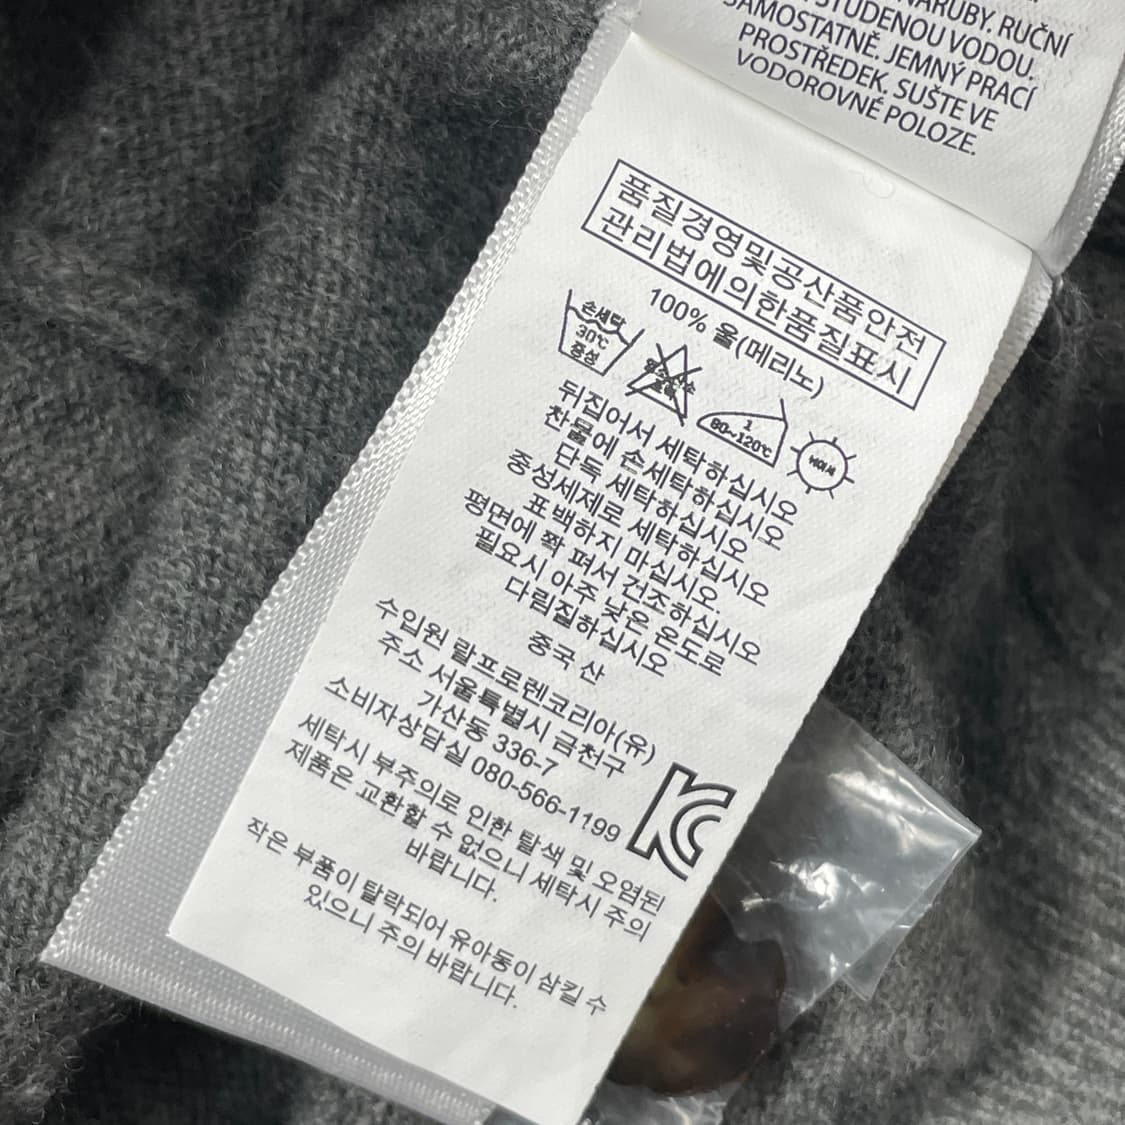 NARUBY. RUČNÍ
STUDENOU VODOU.
SAMOSTATNĚ. JEMNÝ PRACÍ
PROSTŘEDEK. SUŠTE VE
VODOROVNÉ POLOZE.
품질경영및공산품안전
관리법에의한품질표시
100% 울(메리노)
손세탁
30℃
중성
1
80~120℃
뒤집어서 세탁하십시오
찬물에 손세탁하십시오
단독 세탁하십시오
중성세제로 세탁하십시오
표백하지 마십시오.
평면에 쫙 펴서 건조하십시오
필요시 아주 낮은 온도로
다림질하십시오
중국 산
수입원 랄프로렌코리아(유)
주소 서울특별시 금천구
가산동 336-7
소비자상담실 080-566-1199
세탁시 부주의로 인한 탈색 및 오염된
제품은 교환할 수 없으니 세탁시 주의
바랍니다.
작은 부품이 탈락되어 유아동이 삼킬 수
있으니 주의 바랍니다.